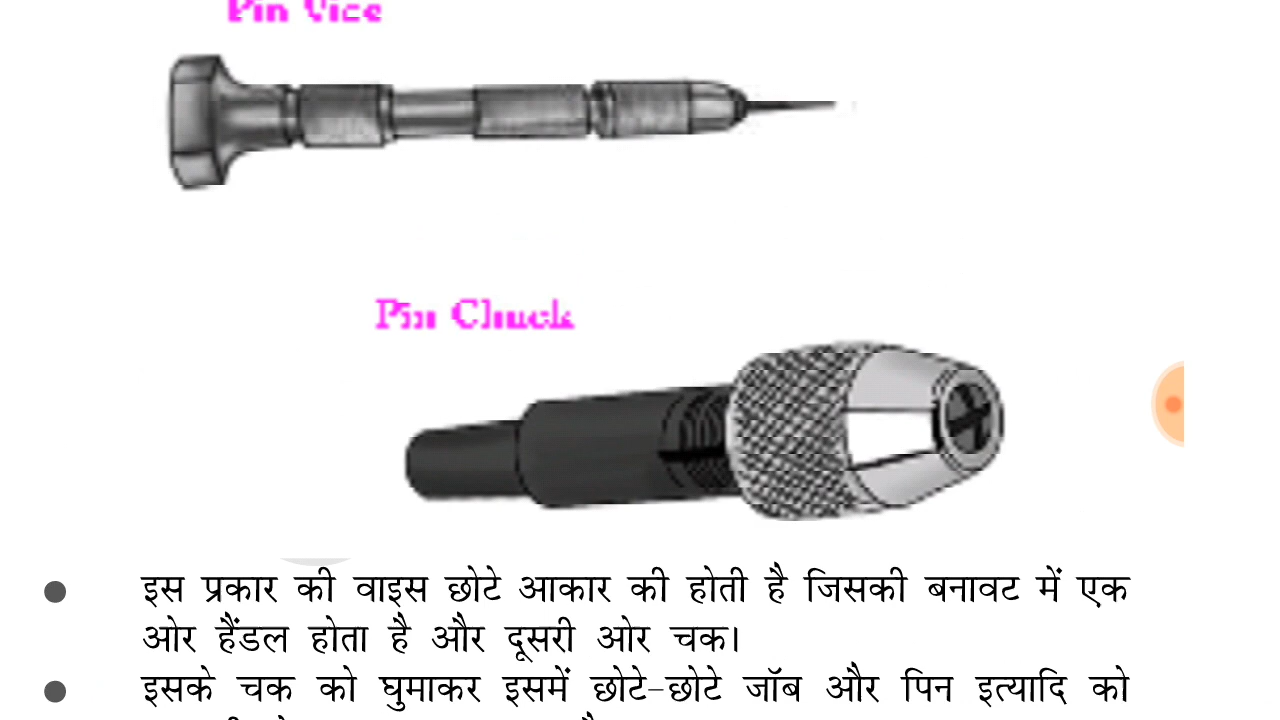 Pin Vice
Pin Chuck
इस प्रकार की वाइस छोटे आकार की होती है जिसकी बनावट में एक
ओर हैंडल होता है और दूसरी ओर चक।
इसके चक को घुमाकर इसमें छोटे-छोटे जॉब और पिन इत्यादि को